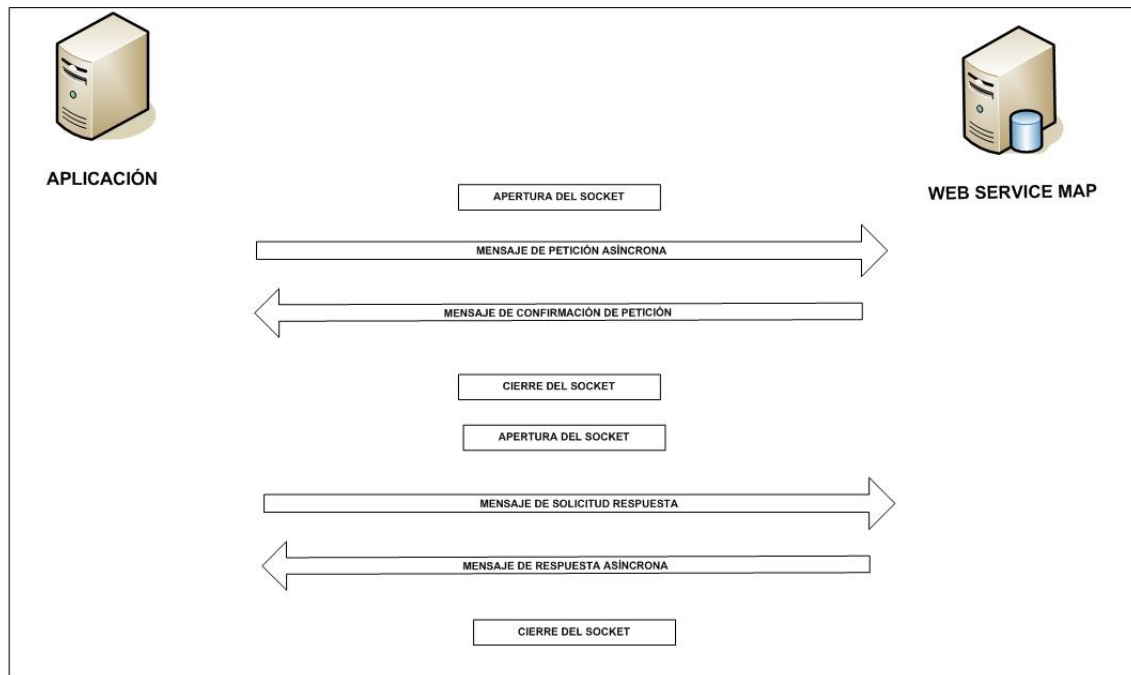 APLICACIÓN
WEB SERVICE MAP
APERTURA DEL SOCKET
MENSAJE DE PETICIÓN ASÍNCRONA
MENSAJE DE CONFIRMACIÓN DE PETICIÓN
CIERRE DEL SOCKET
APERTURA DEL SOCKET
MENSAJE DE SOLICITUD RESPUESTA
MENSAJE DE RESPUESTA ASÍNCRONA
CIERRE DEL SOCKET